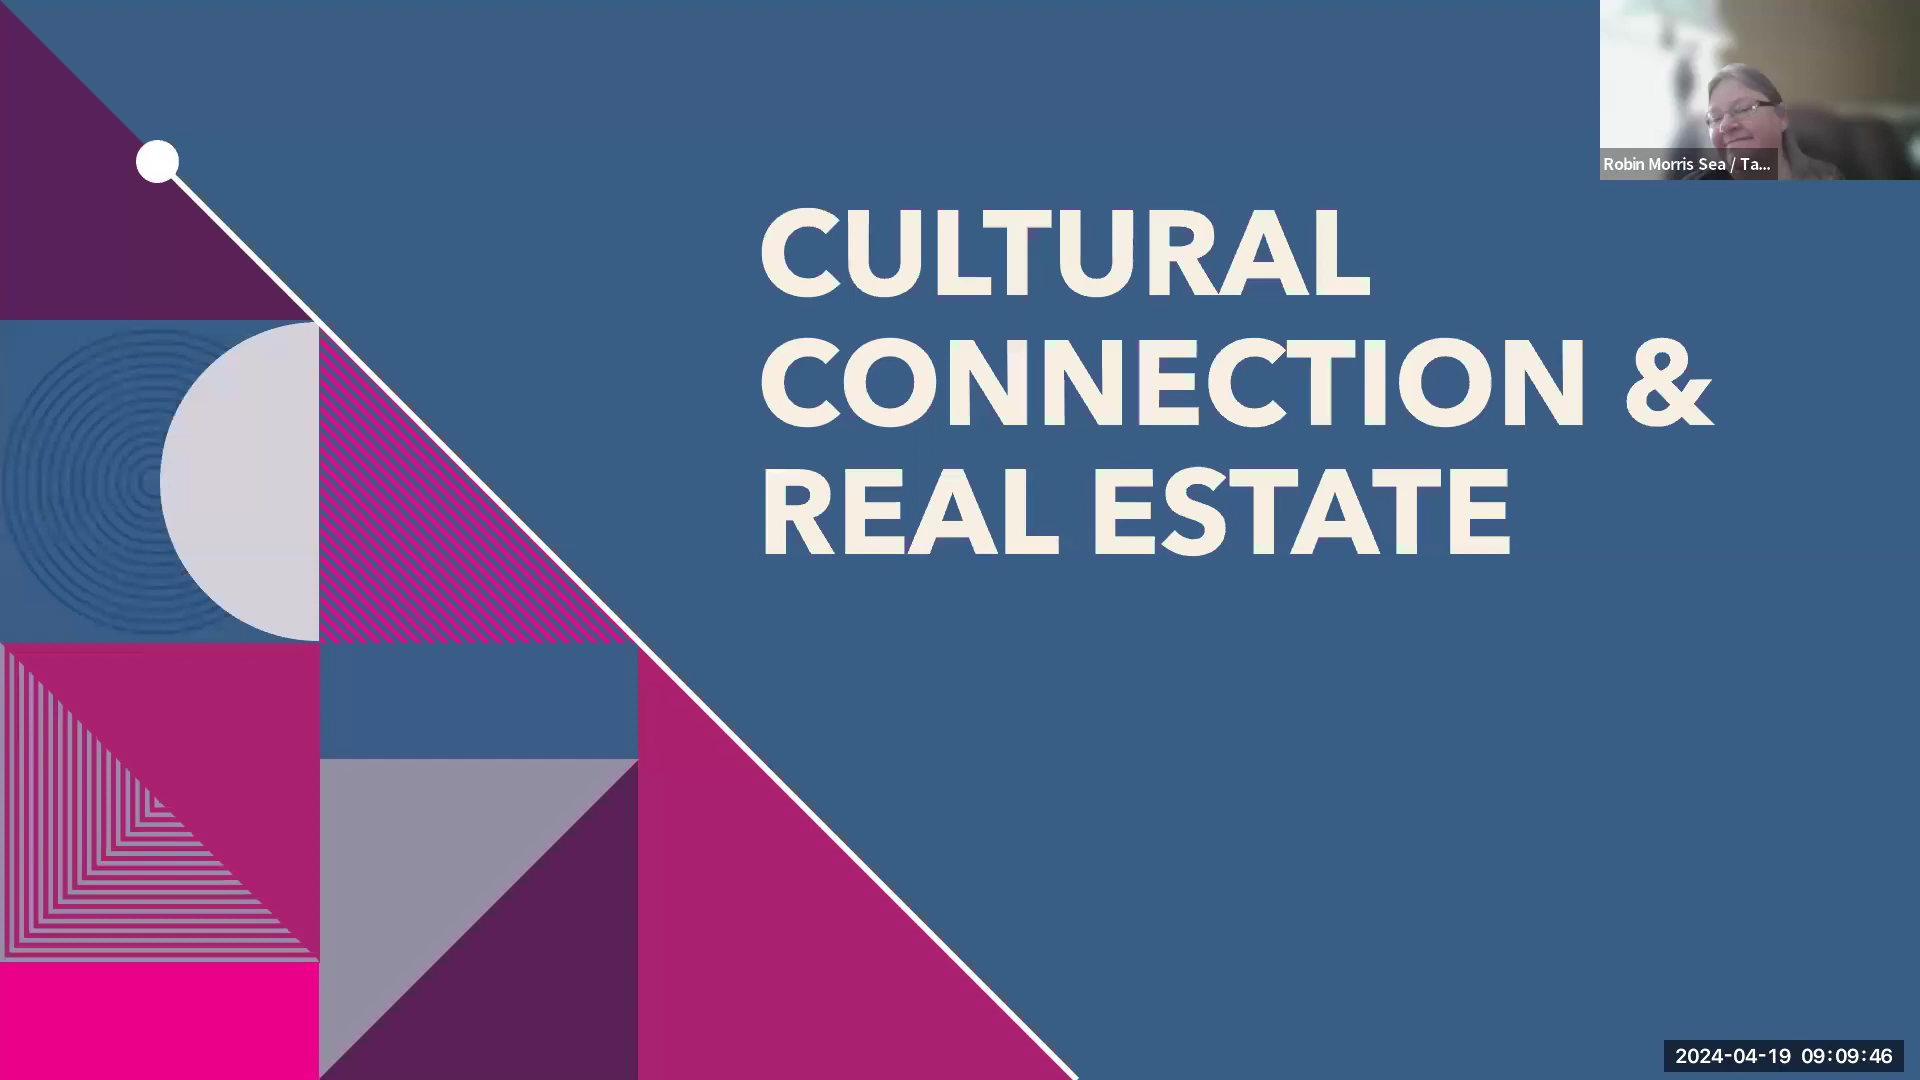 Robin Morris Sea / Ta...
CULTURAL
CONNECTION &
REAL ESTATE
2024-04-19 09:09:46